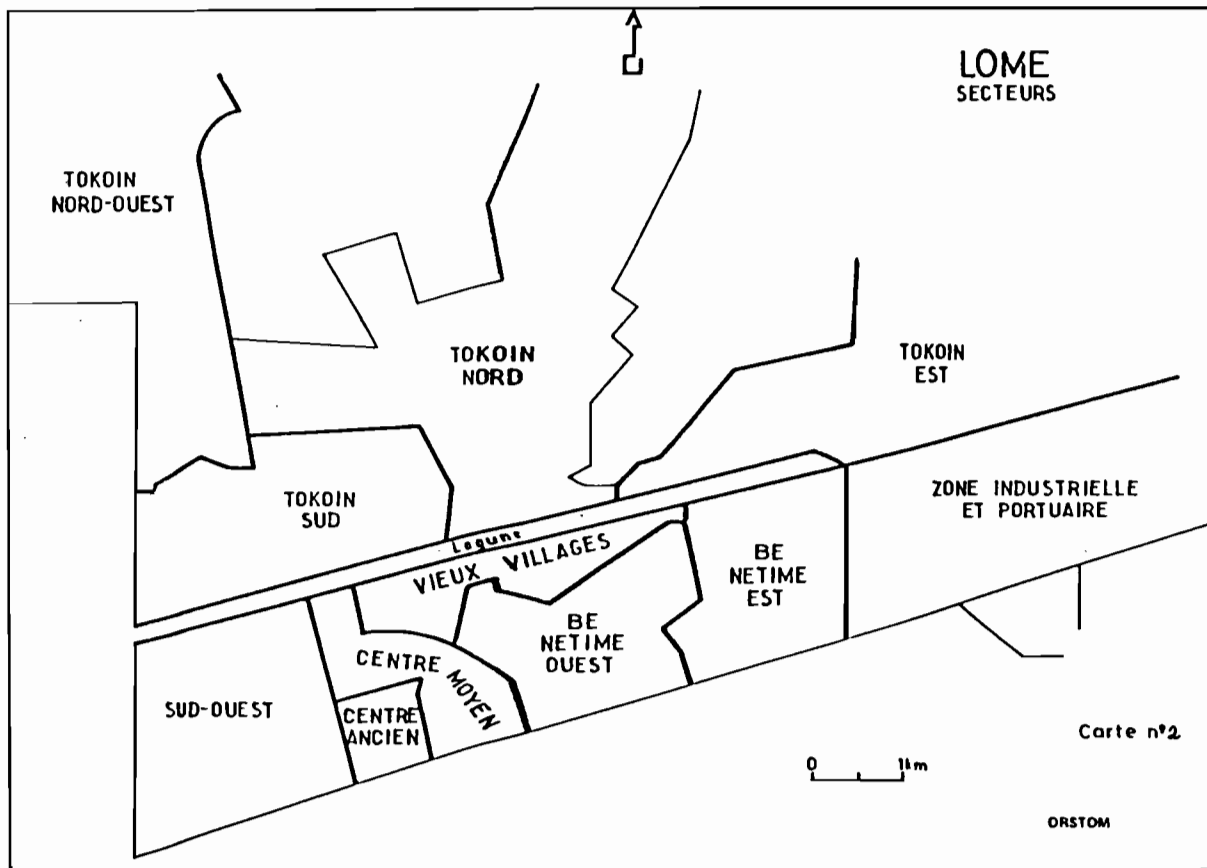 LOME
SECTEURS
TOKOIN
NORD-OUEST
TOKOIN
NORD
TOKOIN
EST
TOKOIN
SUD
ZONE INDUSTRIELLE
ET PORTUAIRE
Lagune
VIEUX VILLAGES
BE
NETIME
EST
BE
NETIME
OUEST
CENTRE MOYEN
SUD-OUEST
CENTRE
ANCIEN
Carte n°2
0 1km
ORSTOM